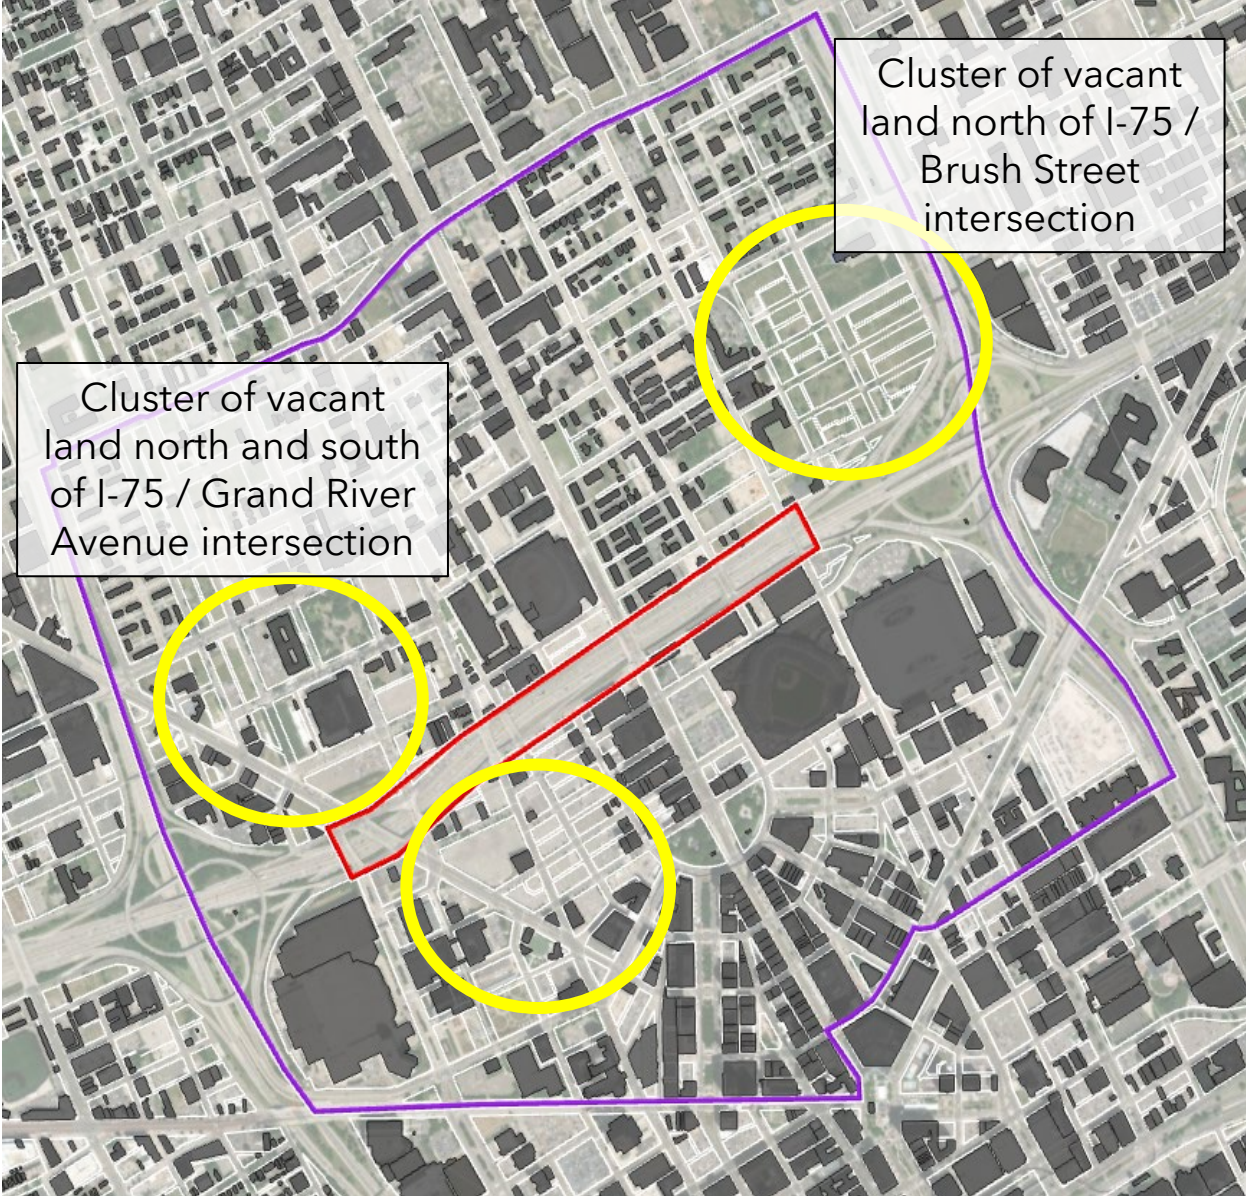 Cluster of vacant
land north of I-75 /
Brush Street
intersection
Cluster of vacant
land north and south
of I-75 / Grand River
Avenue intersection